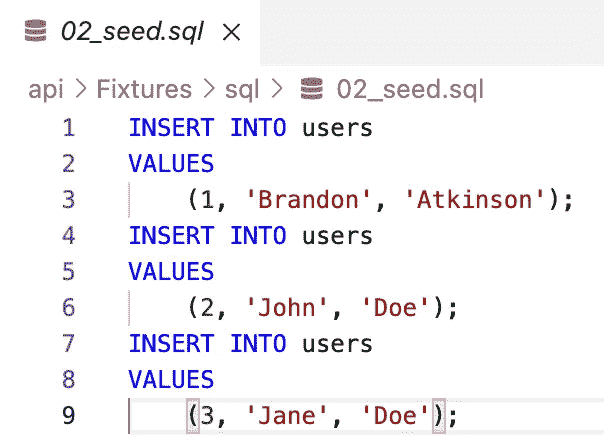 02_seed.sql ×
api > Fixtures > sql > 02_seed.sql
1 INSERT INTO users
2 VALUES
3 (1, 'Brandon', 'Atkinson');
4 INSERT INTO users
5 VALUES
6 (2, 'John', 'Doe');
7 INSERT INTO users
8 VALUES
9 (3, 'Jane', 'Doe');